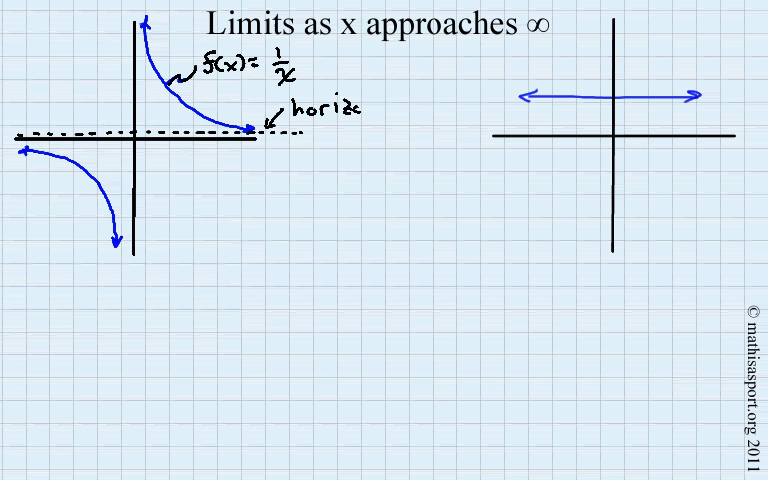 Limits as x approaches ∞
f(x) = 1/x
horiz
© mathisasport.org 2011